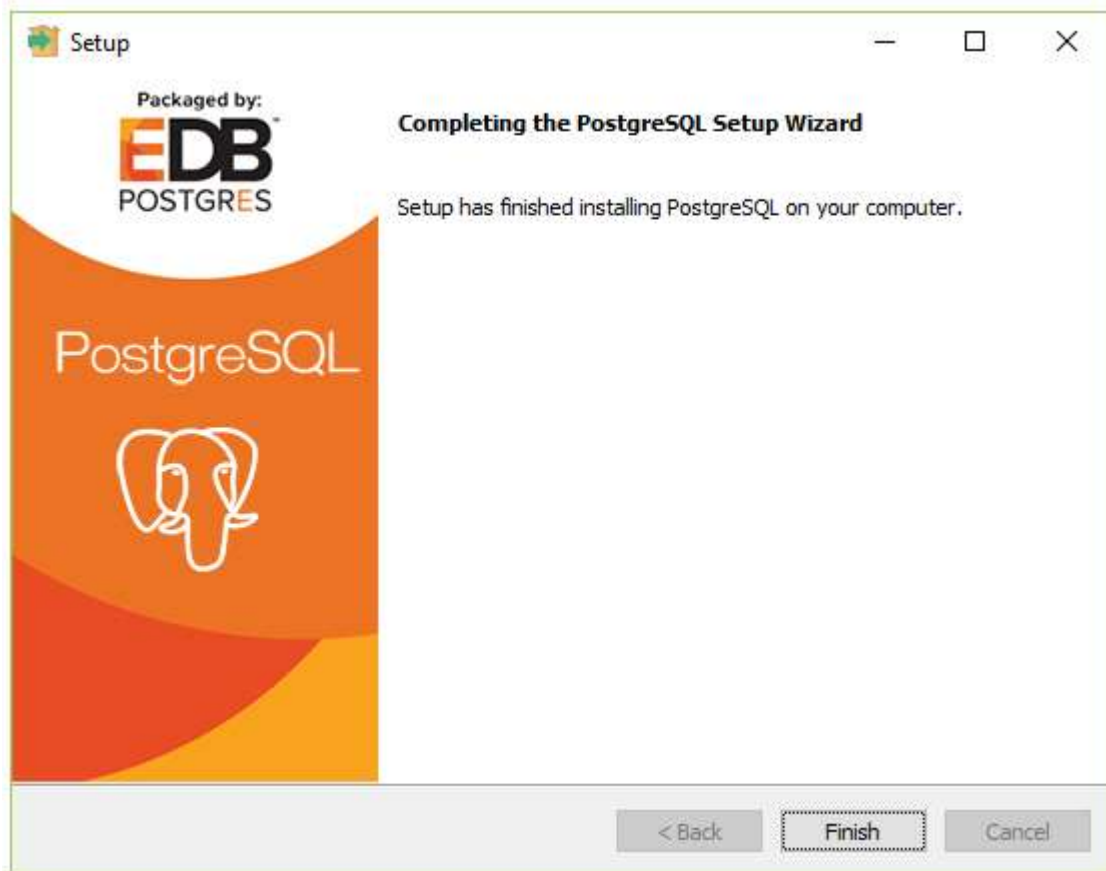 Setup
Packaged by:
EDB™
POSTGRES
PostgreSQL
Completing the PostgreSQL Setup Wizard
Setup has finished installing PostgreSQL on your computer.
< Back
Finish
Cancel